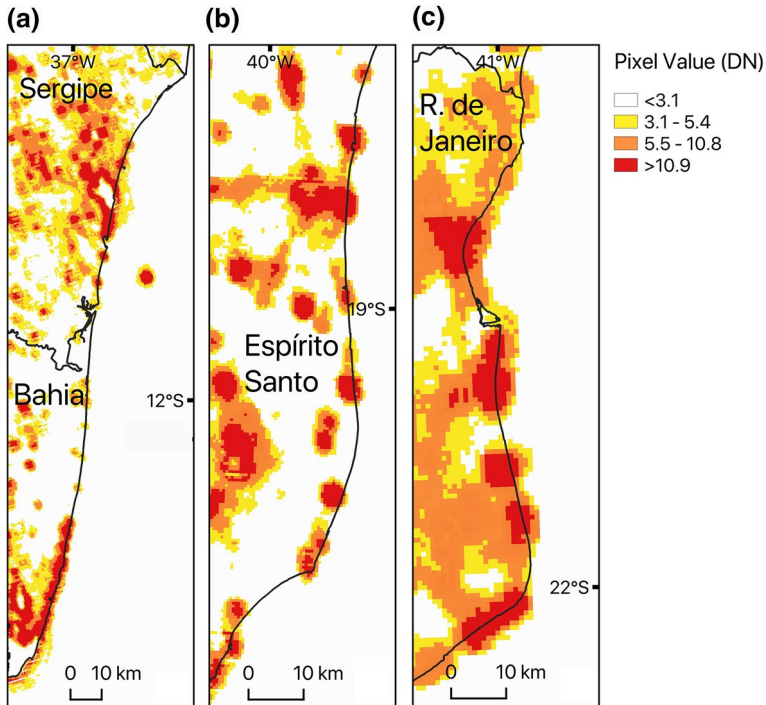 (a)
37°W
Sergipe
Bahia
12°S
0 10 km
(b)
40°W
19°S
Espírito
Santo
0 10 km
(c)
41°W
R. de
Janeiro
22°S
0 10 km
Pixel Value (DN)
<3.1
3.1 - 5.4
5.5 - 10.8
>10.9